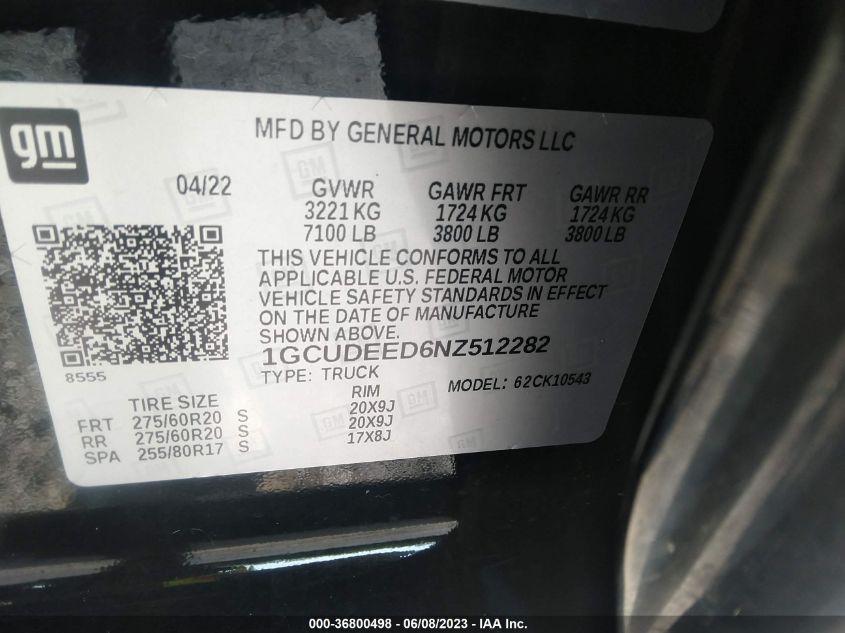 gm
MFD BY GENERAL MOTORS LLC
04/22
GVWR GAWR FRT GAWR RR
3221 KG 1724 KG 1724 KG
7100 LB 3800 LB 3800 LB
THIS VEHICLE CONFORMS TO ALL
APPLICABLE U.S. FEDERAL MOTOR
VEHICLE SAFETY STANDARDS IN EFFECT
ON THE DATE OF MANUFACTURE
SHOWN ABOVE.
1GCUDEED6NZ512282
8555
TYPE: TRUCK MODEL: 62CK10543
TIRE SIZE RIM
FRT 275/60R20 S 20X9J
RR 275/60R20 S 20X9J
SPA 255/80R17 S 17X8J
000-36800498 - 06/08/2023 - IAA Inc.